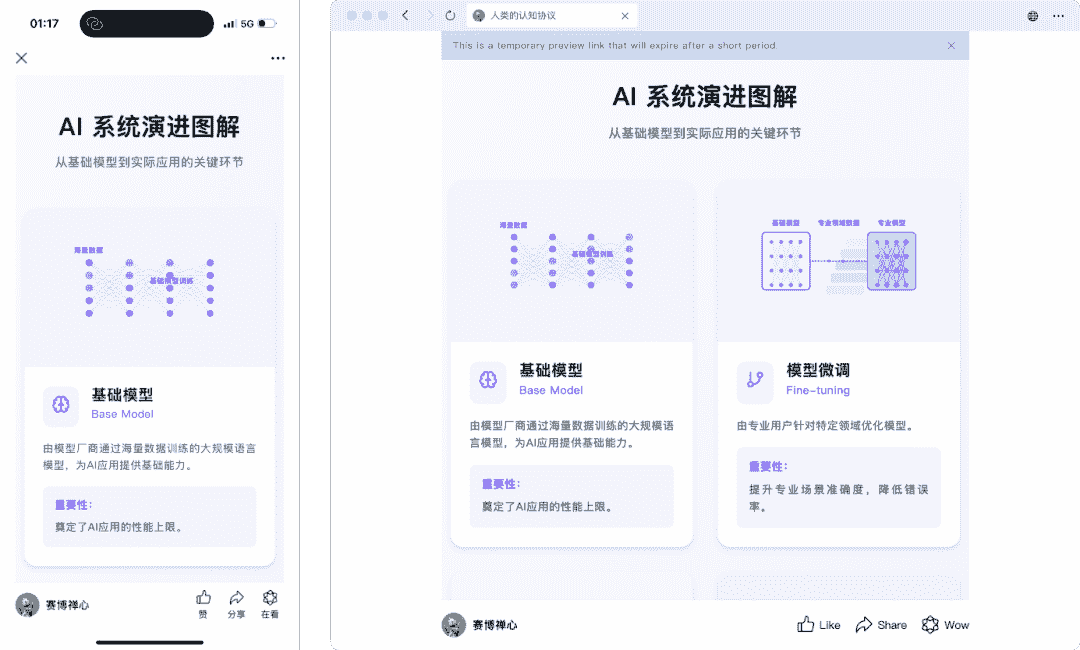 01:17
5G
AI 系统演进图解
从基础模型到实际应用的关键环节
海量数据
基础模型训练
基础模型
Base Model
由模型厂商通过海量数据训练的大规模语言
模型，为AI应用提供基础能力。
重要性：
奠定了AI应用的性能上限。
赛博禅心
赞
分享
在看
人类的认知协议
This is a temporary preview link that will expire after a short period.
AI 系统演进图解
从基础模型到实际应用的关键环节
海量数据
基础模型训练
基础模型
Base Model
由模型厂商通过海量数据训练的大规模语
言模型，为AI应用提供基础能力。
重要性：
奠定了AI应用的性能上限。
基础模型
专业领域数据
专业模型
模型微调
Fine-tuning
由专业用户针对特定领域优化模型。
重要性：
提升专业场景准确度，降低错误
率。
赛博禅心
Like
Share
Wow